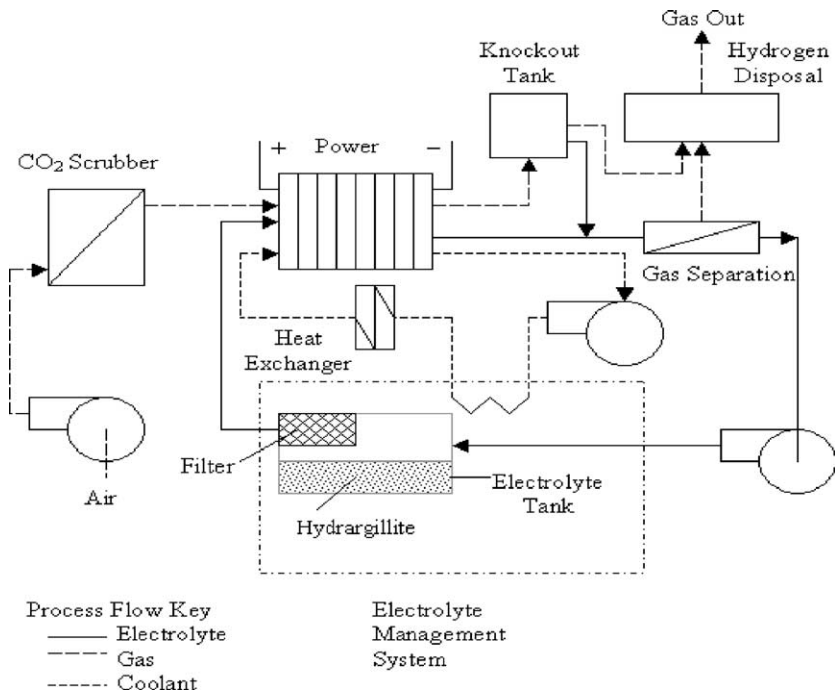 Gas Out
Knockout
Tank
Hydrogen
Disposal
CO₂ Scrubber
+ Power −
Gas Separation
Heat
Exchanger
Filter
Electrolyte
Tank
Hydrargillite
Air
Process Flow Key
Electrolyte
Gas
Coolant
Electrolyte
Management
System